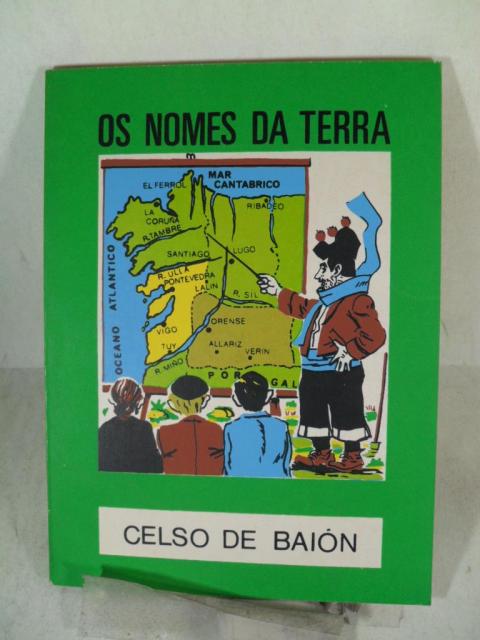 OS NOMES DA TERRA
MAR
CANTABRICO
EL FERROL
RIBADEO
LA
CORUÑA
R. TAMBRE
LUGO
SANTIAGO
R. ULLA
PONTEVEDRA
LALIN
R. SIL
OCEANO ATLANTICO
ORENSE
VIGO
ALLARIZ
TUY
VERIN
R. MIÑO
PORTUGAL
CELSO DE BAIÓN